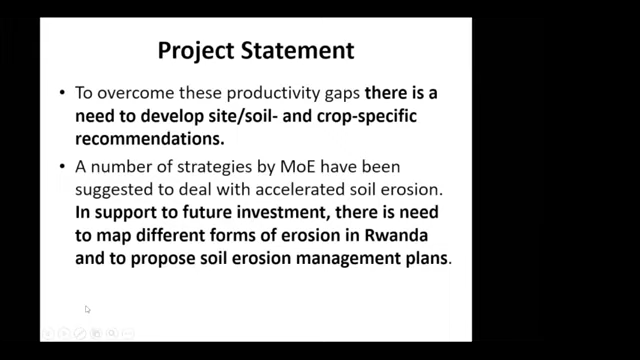 Project Statement
• To overcome these productivity gaps there is a
need to develop site/soil- and crop-specific
recommendations.
• A number of strategies by MoE have been
suggested to deal with accelerated soil erosion.
In support to future investment, there is need
to map different forms of erosion in Rwanda
and to propose soil erosion management plans.